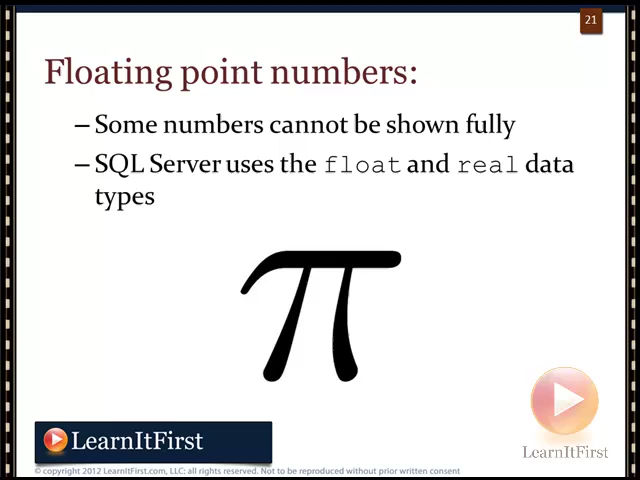 21
Floating point numbers:
– Some numbers cannot be shown fully
– SQL Server uses the float and real data
types
π
LearnItFirst
LearnItFirst
© copyright 2012 LearnItFirst.com, LLC; all rights reserved. Not to be reproduced without prior written consent